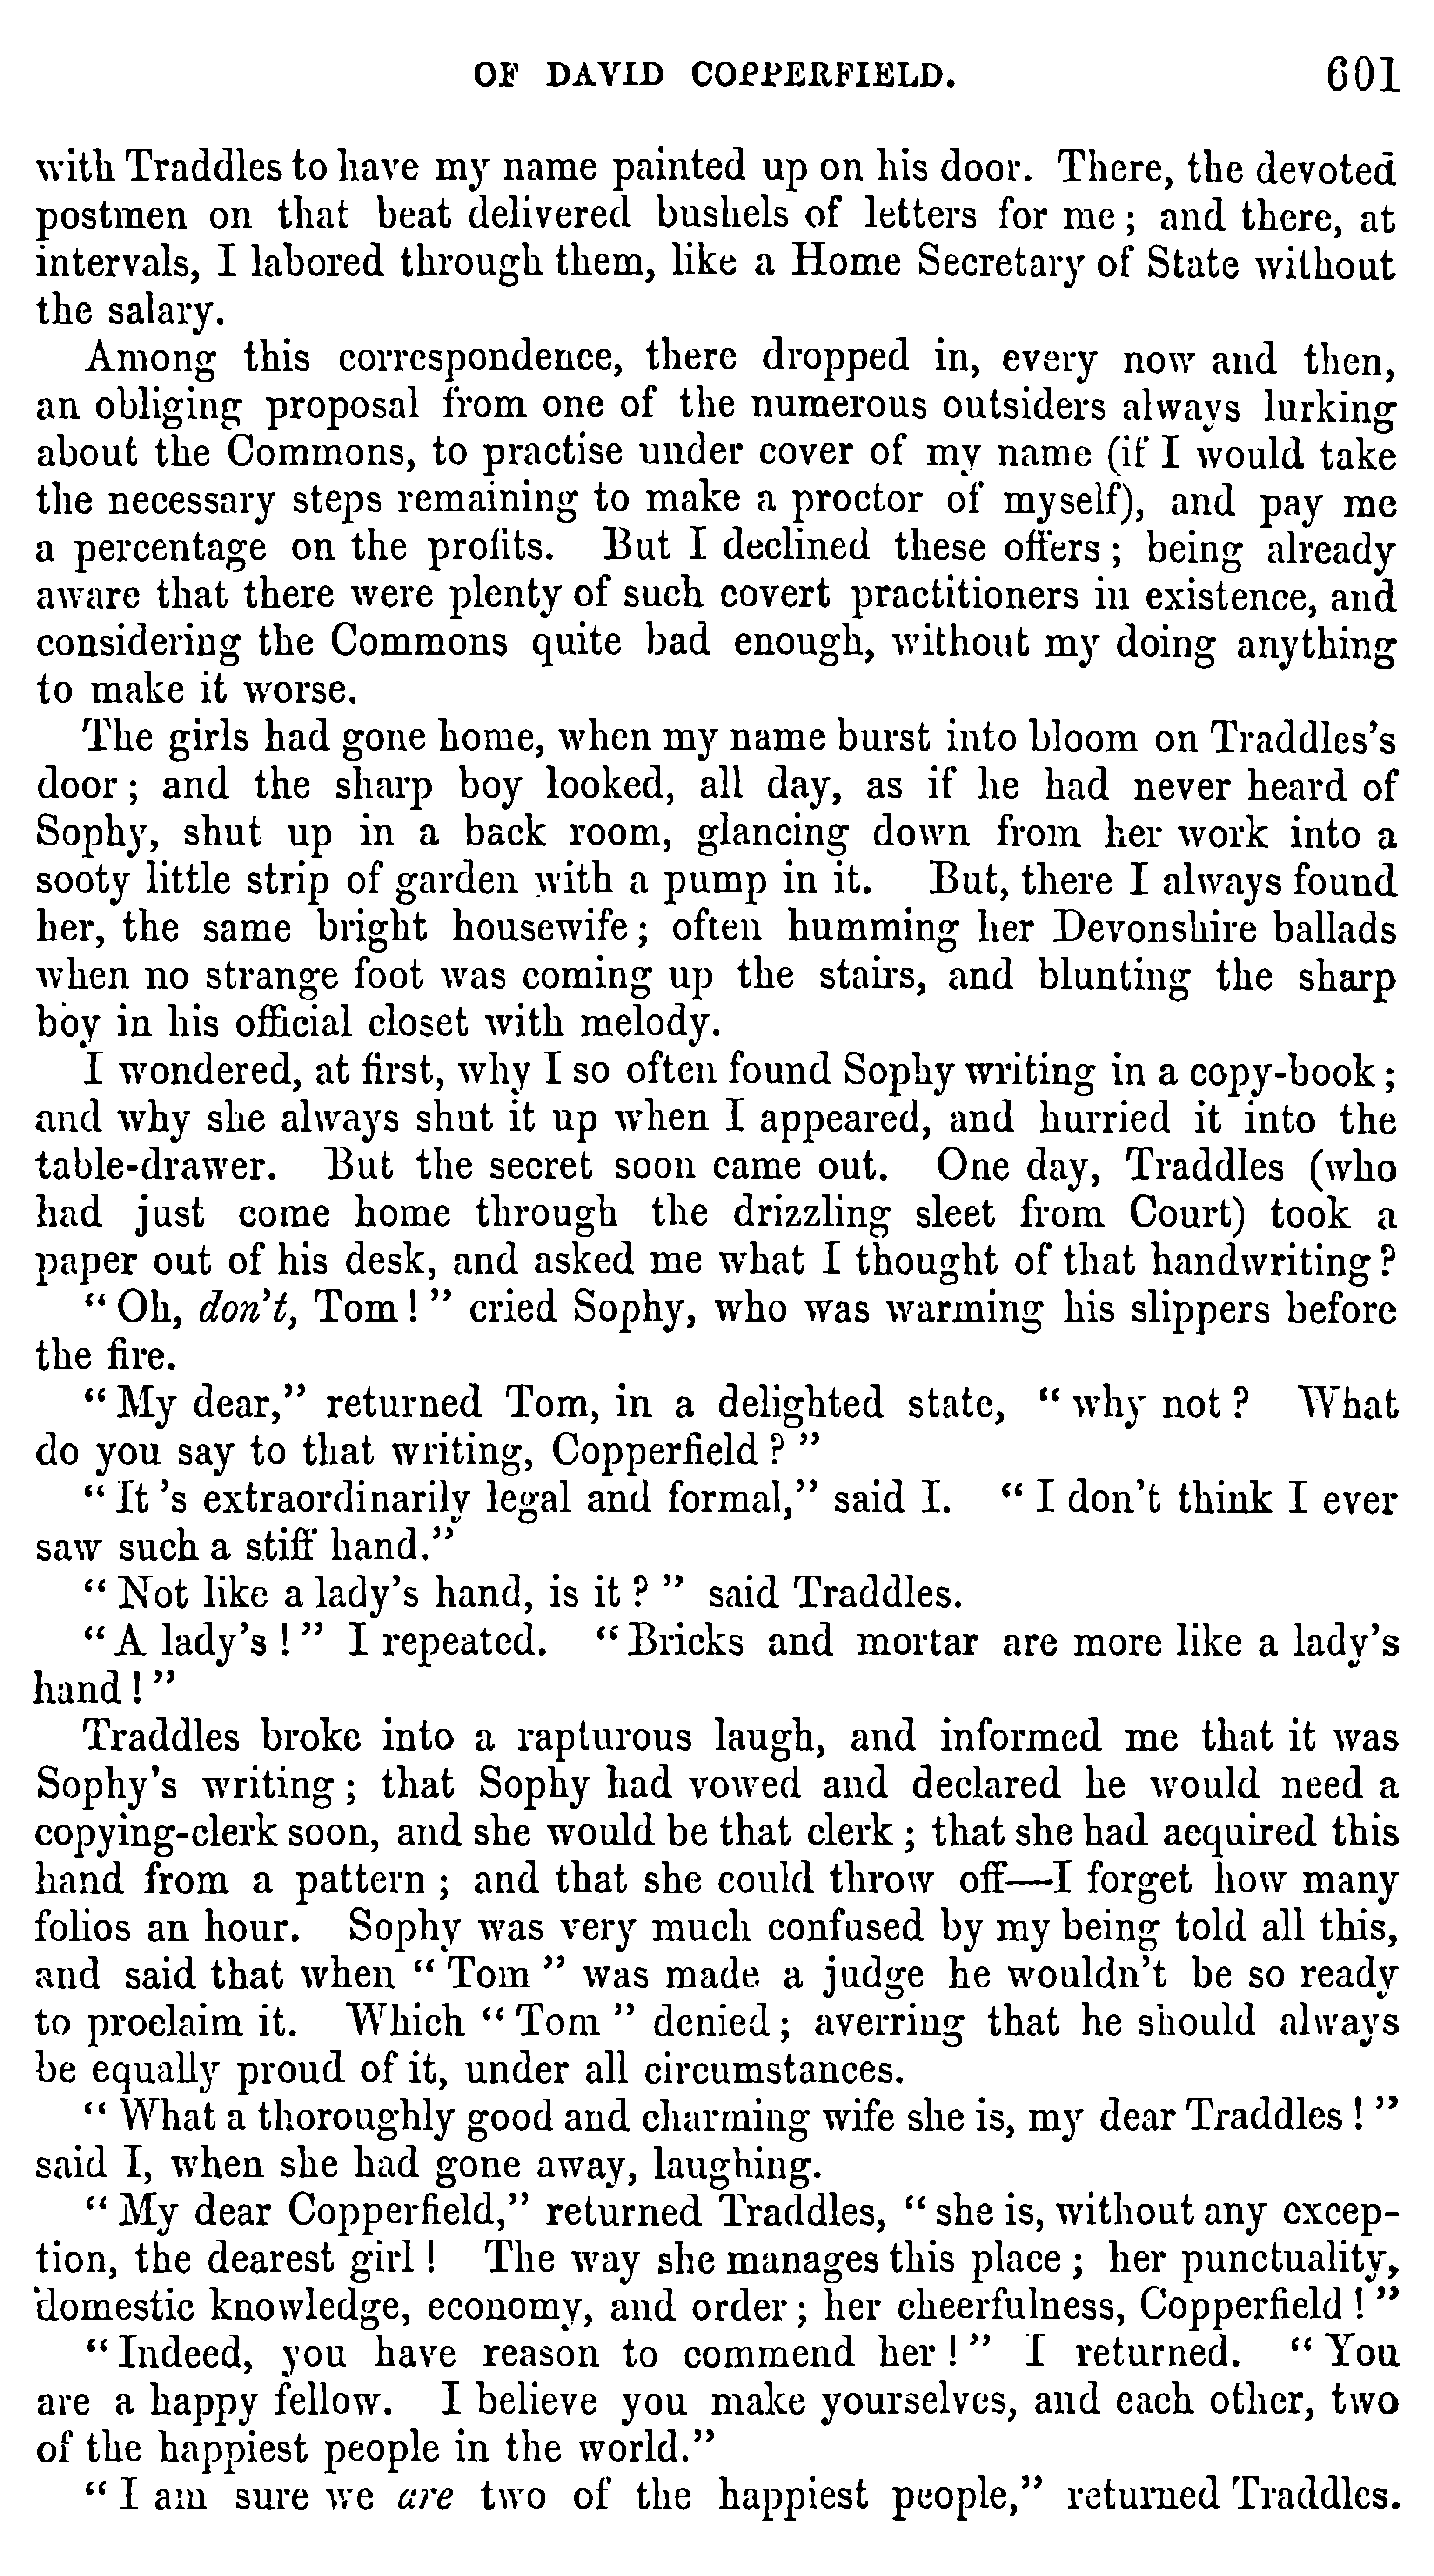 OF DAVID COPPERFIELD. 601
with Traddles to have my name painted up on his door. There, the devoted
postmen on that beat delivered bushels of letters for me; and there, at
intervals, I labored through them, like a Home Secretary of State without
the salary.
Among this correspondence, there dropped in, every now and then,
an obliging proposal from one of the numerous outsiders always lurking
about the Commons, to practise under cover of my name (if I would take
the necessary steps remaining to make a proctor of myself), and pay me
a percentage on the profits. But I declined these offers; being already
aware that there were plenty of such covert practitioners in existence, and
considering the Commons quite bad enough, without my doing anything
to make it worse.
The girls had gone home, when my name burst into bloom on Traddles's
door; and the sharp boy looked, all day, as if he had never heard of
Sophy, shut up in a back room, glancing down from her work into a
sooty little strip of garden with a pump in it. But, there I always found
her, the same bright housewife; often humming her Devonshire ballads
when no strange foot was coming up the stairs, and blunting the sharp
boy in his official closet with melody.
I wondered, at first, why I so often found Sophy writing in a copy-book;
and why she always shut it up when I appeared, and hurried it into the
table-drawer. But the secret soon came out. One day, Traddles (who
had just come home through the drizzling sleet from Court) took a
paper out of his desk, and asked me what I thought of that handwriting?
"Oh, don't, Tom!" cried Sophy, who was warming his slippers before
the fire.
"My dear," returned Tom, in a delighted state, "why not? What
do you say to that writing, Copperfield?"
"It 's extraordinarily legal and formal," said I. "I don't think I ever
saw such a stiff hand."
"Not like a lady's hand, is it?" said Traddles.
"A lady's!" I repeated. "Bricks and mortar are more like a lady's
hand!"
Traddles broke into a rapturous laugh, and informed me that it was
Sophy's writing; that Sophy had vowed and declared he would need a
copying-clerk soon, and she would be that clerk; that she had acquired this
hand from a pattern; and that she could throw off—I forget how many
folios an hour. Sophy was very much confused by my being told all this,
and said that when "Tom" was made a judge he wouldn't be so ready
to proclaim it. Which "Tom" denied; averring that he should always
be equally proud of it, under all circumstances.
"What a thoroughly good and charming wife she is, my dear Traddles!"
said I, when she had gone away, laughing.
"My dear Copperfield," returned Traddles, "she is, without any excep-
tion, the dearest girl! The way she manages this place; her punctuality,
domestic knowledge, economy, and order; her cheerfulness, Copperfield!"
"Indeed, you have reason to commend her!" I returned. "You
are a happy fellow. I believe you make yourselves, and each other, two
of the happiest people in the world."
"I am sure we are two of the happiest people," returned Traddles.